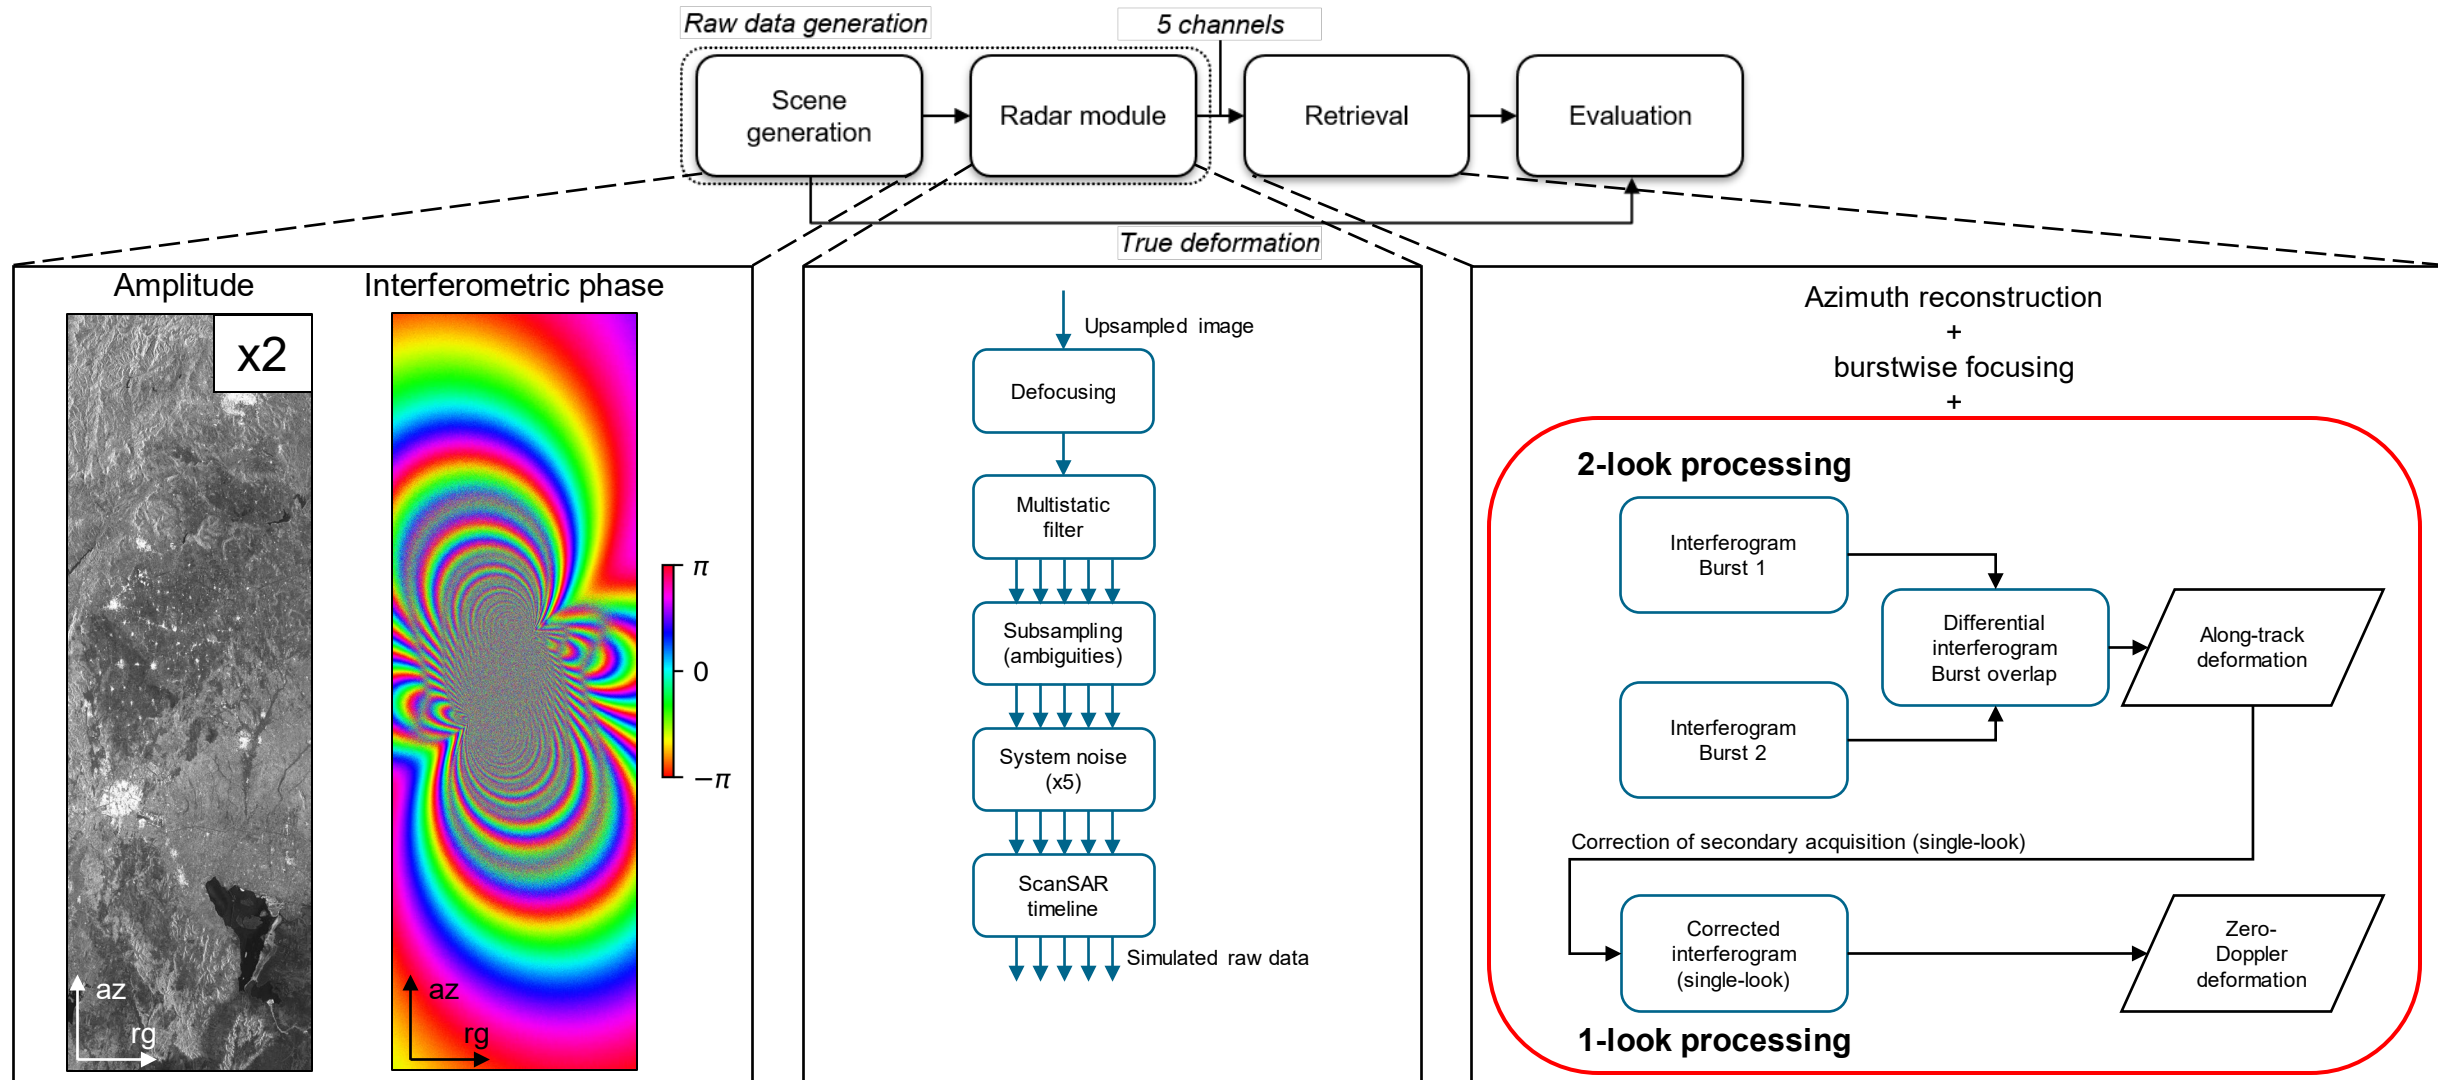 Raw data generation
5 channels
Scene
generation
Radar module
Retrieval
Evaluation
True deformation
Amplitude
Interferometric phase
x2
az
rg
az
rg
π
0
−π
Upsampled image
Defocusing
Multistatic
filter
Subsampling
(ambiguities)
System noise
(x5)
ScanSAR
timeline
Simulated raw data
Azimuth reconstruction
+
burstwise focusing
+
2-look processing
Interferogram
Burst 1
Interferogram
Burst 2
Differential
interferogram
Burst overlap
Along-track
deformation
Correction of secondary acquisition (single-look)
Corrected
interferogram
(single-look)
Zero-
Doppler
deformation
1-look processing